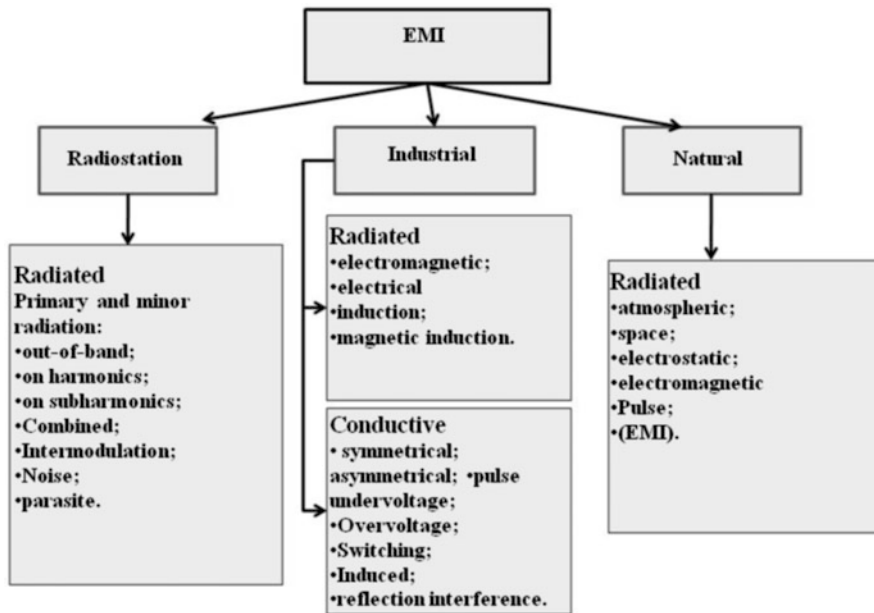 EMI
Radiostation
Industrial
Natural
Radiated
Primary and minor
radiation:
•out-of-band;
•on harmonics;
•on subharmonics;
•Combined;
•Intermodulation;
•Noise;
•parasite.
Radiated
•electromagnetic;
•electrical
•induction;
•magnetic induction.
Conductive
• symmetrical;
asymmetrical; •pulse
undervoltage;
•Overvoltage;
•Switching;
•Induced;
•reflection interference.
Radiated
•atmospheric;
•space;
•electrostatic;
•electromagnetic
•Pulse;
•(EMI).